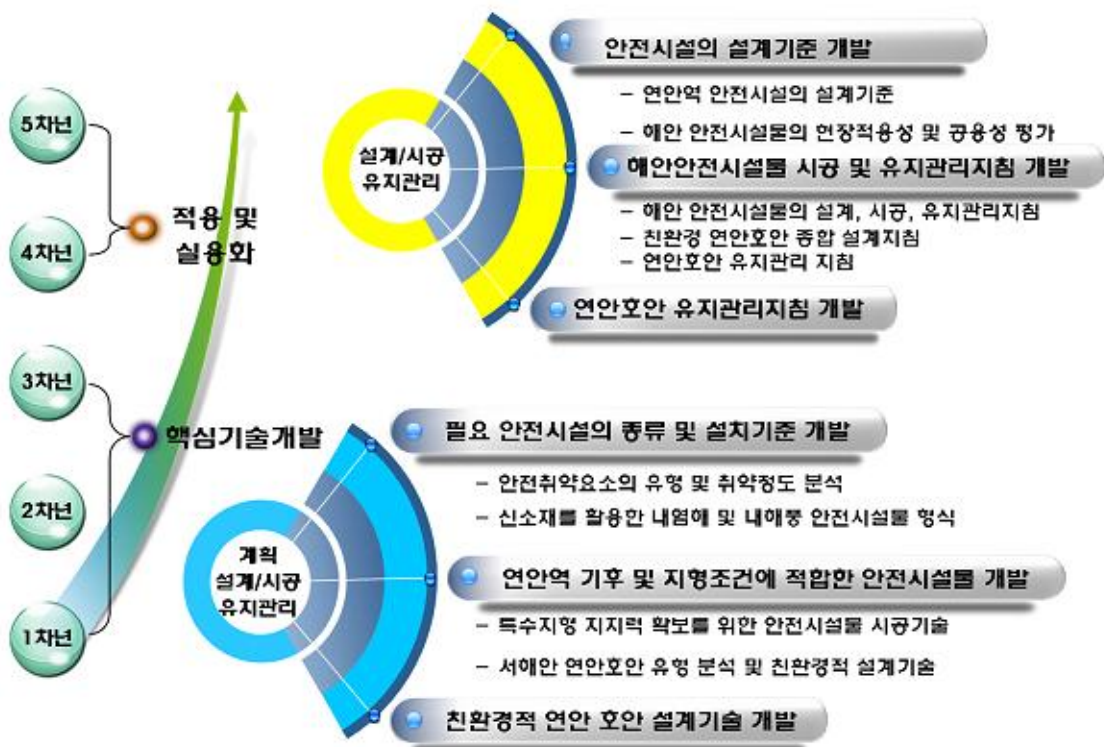 5차년
4차년
3차년
2차년
1차년
적용 및
실용화
핵심기술개발
설계/시공
유지관리
안전시설의 설계기준 개발
- 연안역 안전시설의 설계기준
- 해안 안전시설물의 현장적용성 및 공용성 평가
해안안전시설물 시공 및 유지관리지침 개발
- 해안 안전시설물의 설계, 시공, 유지관리지침
- 친환경 연안호안 종합 설계지침
- 연안호안 유지관리 지침
연안호안 유지관리지침 개발
계획
설계/시공
유지관리
필요 안전시설의 종류 및 설치기준 개발
- 안전취약요소의 유형 및 취약정도 분석
- 신소재를 활용한 내염해 및 내해풍 안전시설물 형식
연안역 기후 및 지형조건에 적합한 안전시설물 개발
- 특수지형 지지력 확보를 위한 안전시설물 시공기술
- 서해안 연안호안 유형 분석 및 친환경적 설계기술
친환경적 연안 호안 설계기술 개발